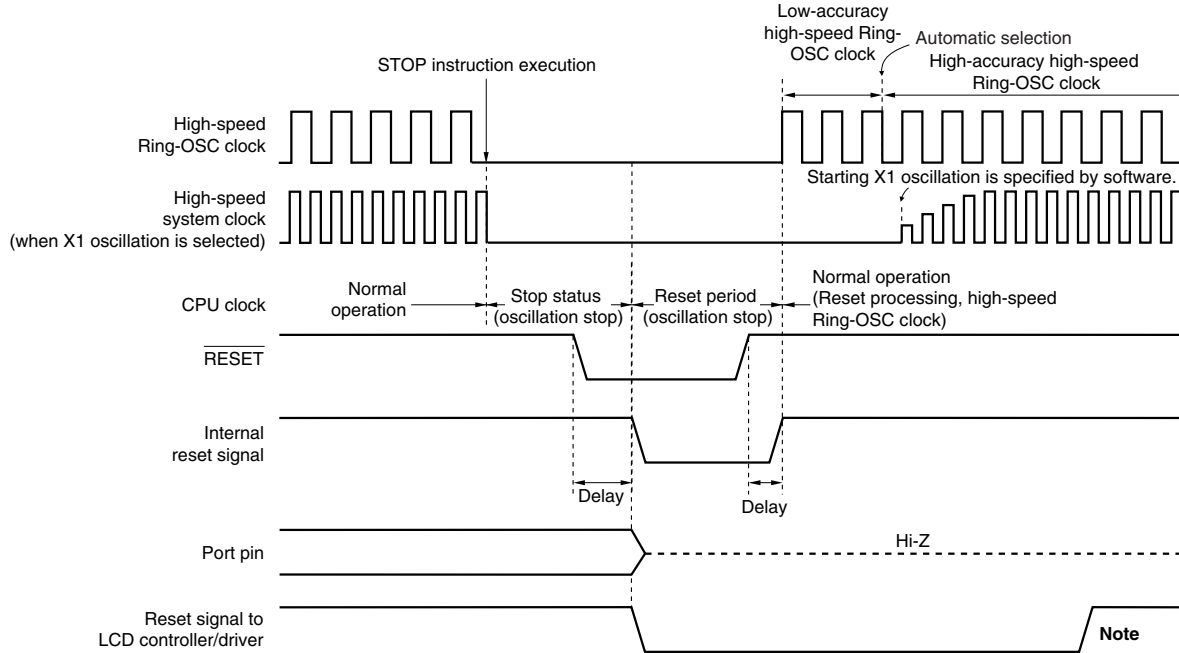 Low-accuracy
high-speed Ring-
OSC clock
Automatic selection
High-accuracy high-speed
Ring-OSC clock
STOP instruction execution
High-speed
Ring-OSC clock
Starting X1 oscillation is specified by software.
High-speed
system clock
(when X1 oscillation is selected)
CPU clock
Normal
operation
Stop status
(oscillation stop)
Reset period
(oscillation stop)
Normal operation
(Reset processing, high-speed
Ring-OSC clock)
RESET
Internal
reset signal
Delay
Delay
Port pin
Hi-Z
Reset signal to
LCD controller/driver
Note